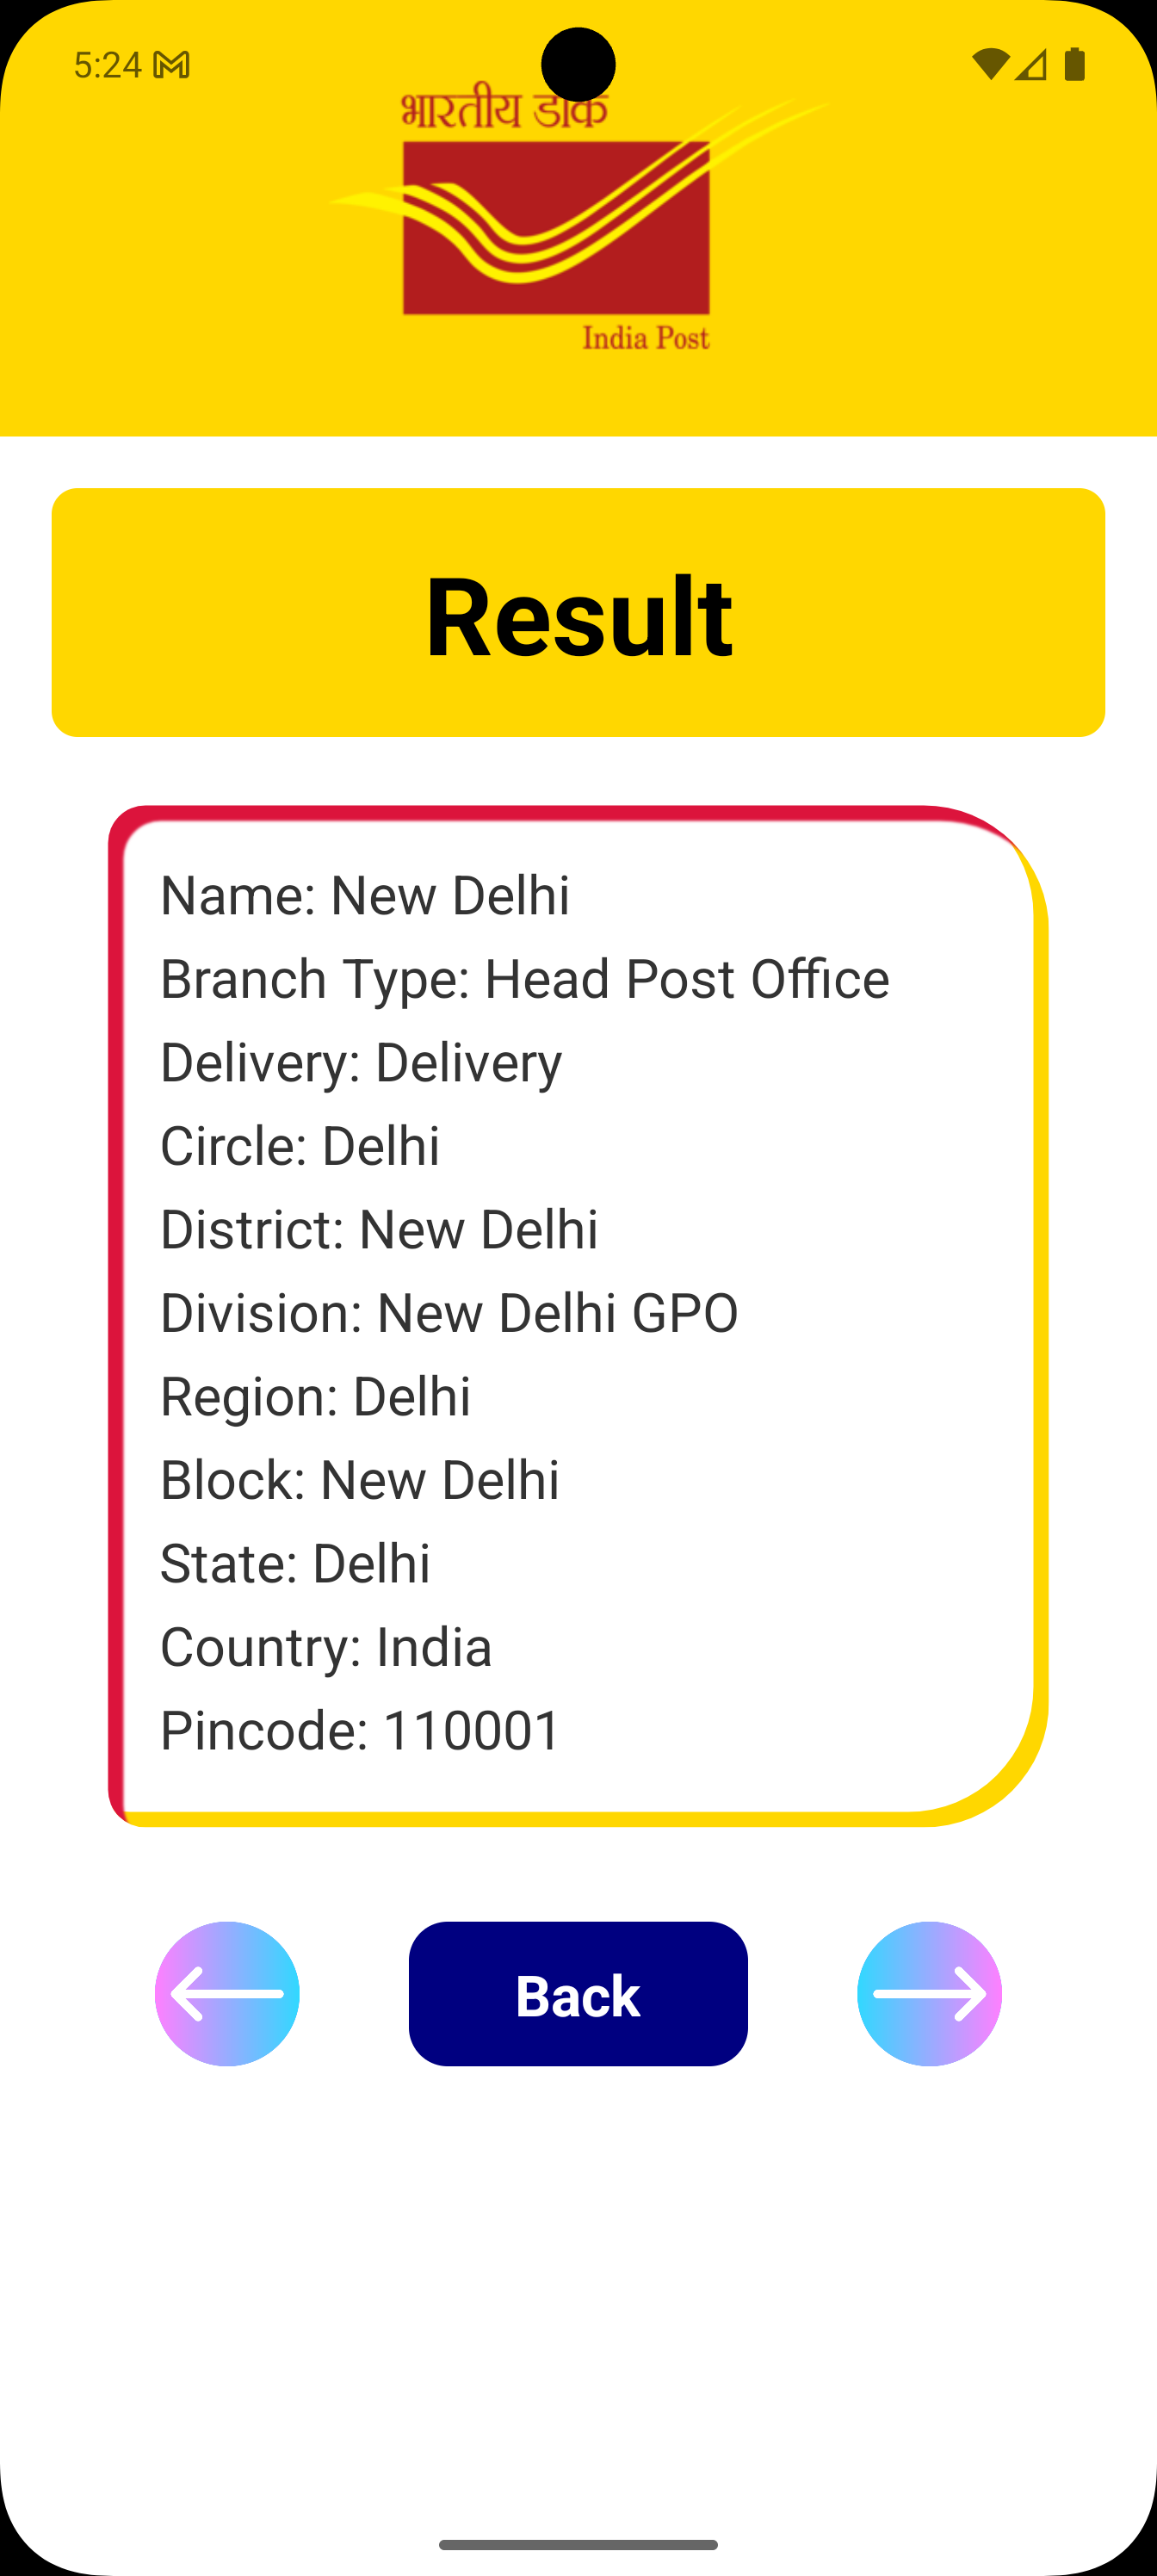 5:24
भारतीय डाक
India Post
Result
Name: New Delhi
Branch Type: Head Post Office
Delivery: Delivery
Circle: Delhi
District: New Delhi
Division: New Delhi GPO
Region: Delhi
Block: New Delhi
State: Delhi
Country: India
Pincode: 110001
Back